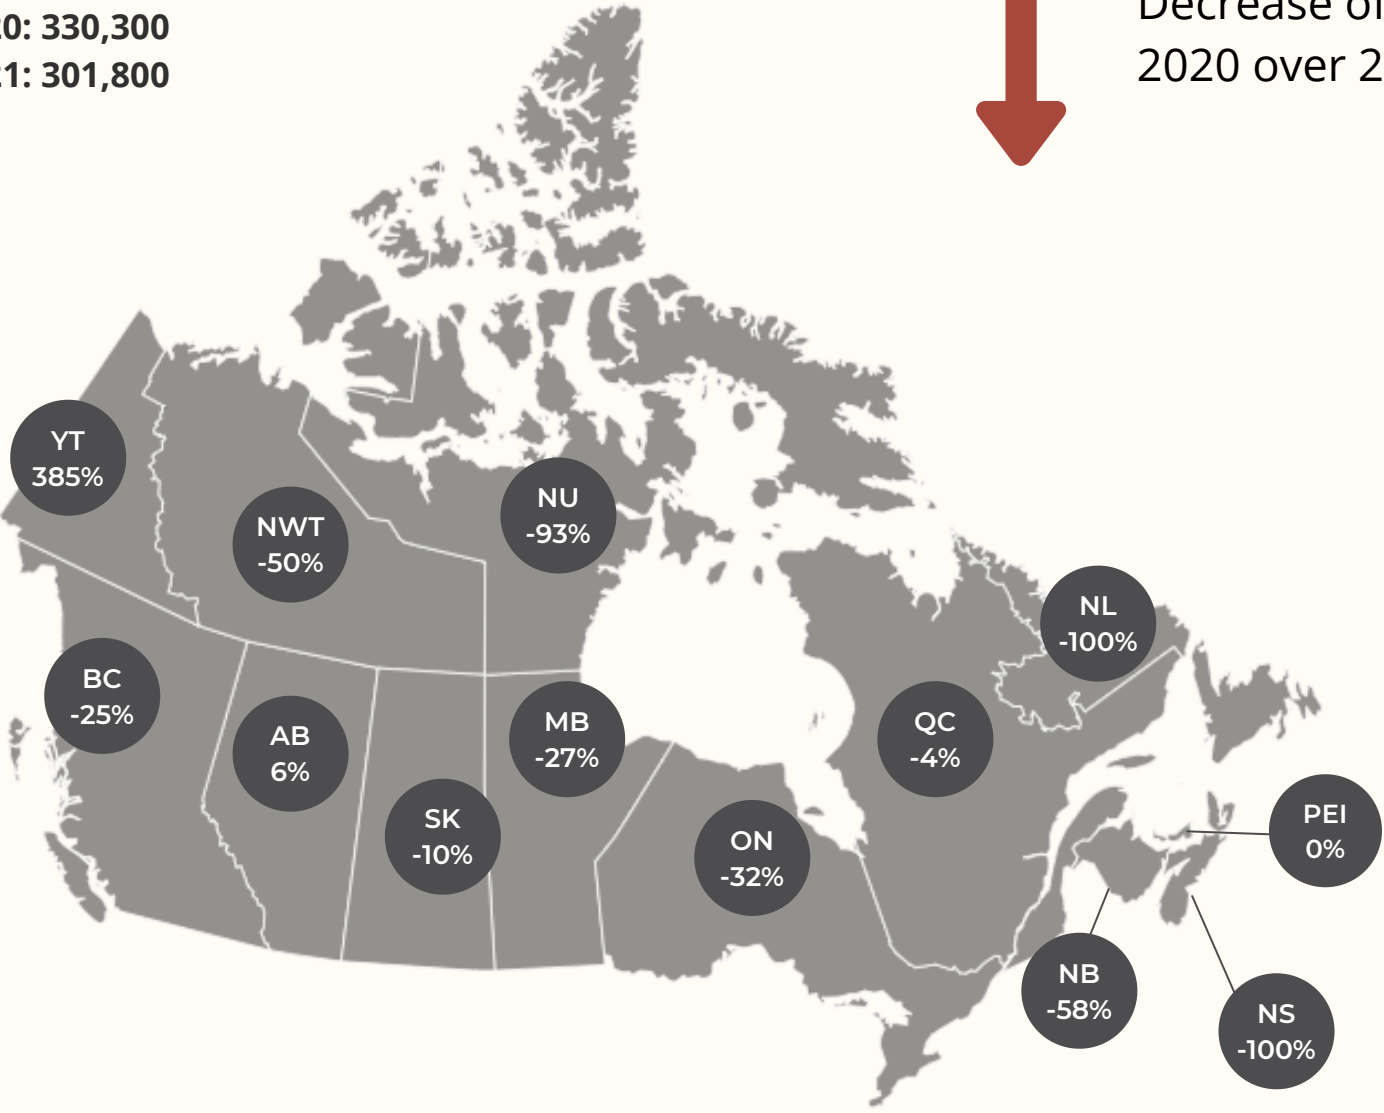 0: 330,300
1: 301,800
Decrease of
2020 over 2
YT
385%
NWT
-50%
NU
-93%
NL
-100%
BC
-25%
AB
6%
MB
-27%
QC
-4%
SK
-10%
ON
-32%
PEI
0%
NB
-58%
NS
-100%